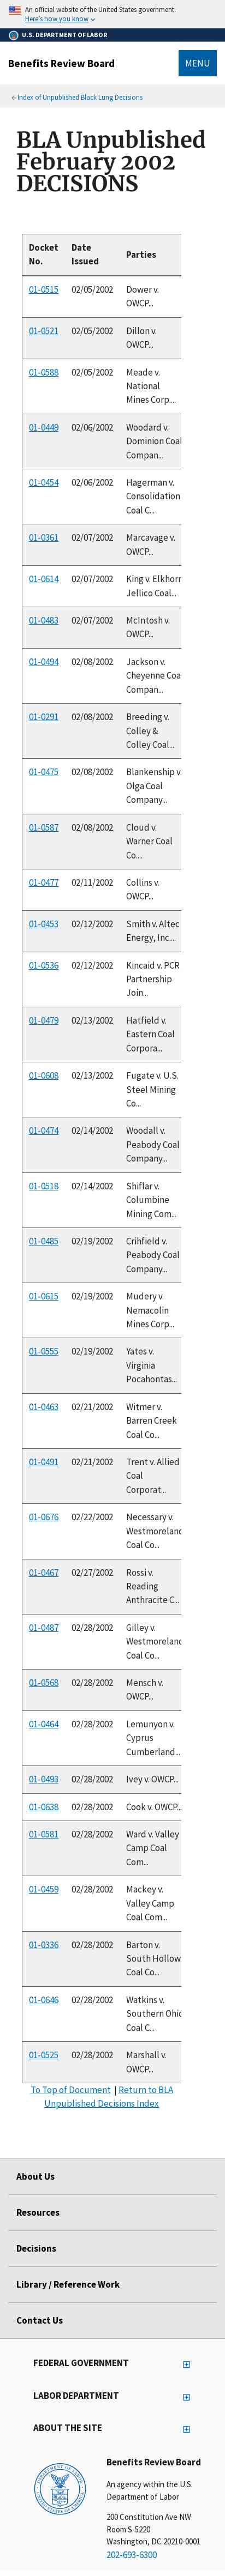 An official website of the United States government.
Here's how you know
U.S. DEPARTMENT OF LABOR
Benefits Review Board
MENU
Index of Unpublished Black Lung Decisions
BLA Unpublished
February 2002
DECISIONS
Docket No. Date Issued Parties
01-0515 02/05/2002 Dower v. OWCP...
01-0521 02/05/2002 Dillon v. OWCP...
01-0588 02/05/2002 Meade v. National Mines Corp....
01-0449 02/06/2002 Woodard v. Dominion Coal Compan...
01-0454 02/06/2002 Hagerman v. Consolidation Coal C...
01-0361 02/07/2002 Marcavage v. OWCP...
01-0614 02/07/2002 King v. Elkhorn Jellico Coal...
01-0483 02/07/2002 McIntosh v. OWCP...
01-0494 02/08/2002 Jackson v. Cheyenne Coal Compan...
01-0291 02/08/2002 Breeding v. Colley & Colley Coal...
01-0475 02/08/2002 Blankenship v. Olga Coal Company...
01-0587 02/08/2002 Cloud v. Warner Coal Co....
01-0477 02/11/2002 Collins v. OWCP...
01-0453 02/12/2002 Smith v. Altec Energy, Inc....
01-0536 02/12/2002 Kincaid v. PCR Partnership Join...
01-0479 02/13/2002 Hatfield v. Eastern Coal Corpora...
01-0608 02/13/2002 Fugate v. U.S. Steel Mining Co...
01-0474 02/14/2002 Woodall v. Peabody Coal Company...
01-0518 02/14/2002 Shiflar v. Columbine Mining Com...
01-0485 02/19/2002 Crihfield v. Peabody Coal Company...
01-0615 02/19/2002 Mudery v. Nemacolin Mines Corp...
01-0555 02/19/2002 Yates v. Virginia Pocahontas...
01-0463 02/21/2002 Witmer v. Barren Creek Coal Co...
01-0491 02/21/2002 Trent v. Allied Coal Corporat...
01-0676 02/22/2002 Necessary v. Westmoreland Coal Co...
01-0467 02/27/2002 Rossi v. Reading Anthracite C...
01-0487 02/28/2002 Gilley v. Westmoreland Coal Co...
01-0568 02/28/2002 Mensch v. OWCP...
01-0464 02/28/2002 Lemunyon v. Cyprus Cumberland...
01-0493 02/28/2002 Ivey v. OWCP...
01-0638 02/28/2002 Cook v. OWCP...
01-0581 02/28/2002 Ward v. Valley Camp Coal Com...
01-0459 02/28/2002 Mackey v. Valley Camp Coal Com...
01-0336 02/28/2002 Barton v. South Hollow Coal Co...
01-0646 02/28/2002 Watkins v. Southern Ohio Coal C...
01-0525 02/28/2002 Marshall v. OWCP...
To Top of Document | Return to BLA
Unpublished Decisions Index
About Us
Resources
Decisions
Library / Reference Work
Contact Us
FEDERAL GOVERNMENT
LABOR DEPARTMENT
ABOUT THE SITE
Benefits Review Board
An agency within the U.S.
Department of Labor
200 Constitution Ave NW
Room S-5220
Washington, DC 20210-0001
202-693-6300